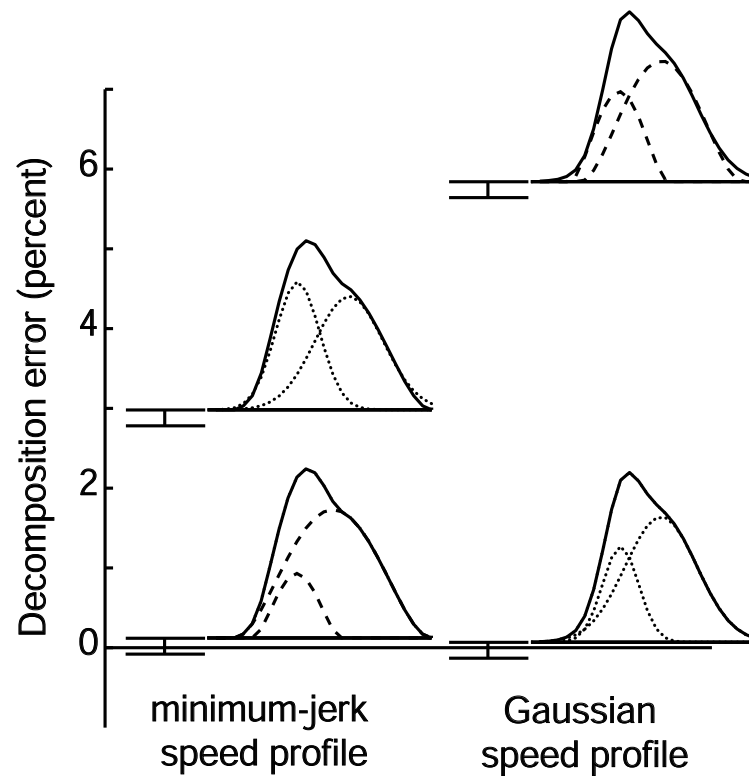 Decomposition error (percent)
6
4
2
0
minimum-jerk
speed profile
Gaussian
speed profile